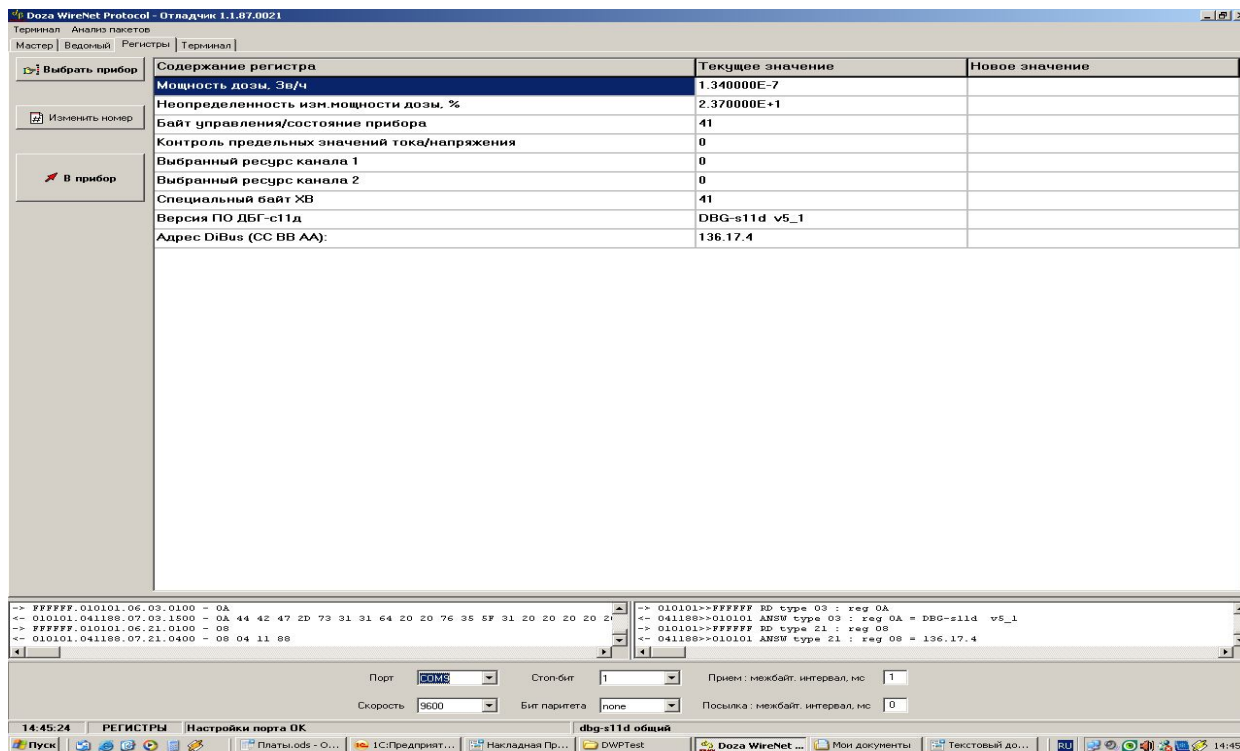 Doza WireNet Protocol - Отладчик 1.1.87.0021
Терминал Анализ пакетов
Мастер Ведомый Регистры Терминал
Выбрать прибор
Изменить номер
В прибор
Содержание регистра Текущее значение Новое значение
Мощность дозы, Зв/ч 1.340000E-7
Неопределенность изм.мощности дозы, % 2.370000E+1
Байт управления/состояние прибора 41
Контроль предельных значений тока/напряжения 0
Выбранный ресурс канала 1 0
Выбранный ресурс канала 2 0
Специальный байт XB 41
Версия ПО ДБГ-с11д DBG-s11d v5_1
Адрес DiBus (CC BB AA): 136.17.4
-> FFFFFF.010101.06.03.0100 - 0A
<- 010101.041188.07.03.1500 - 0A 44 42 47 2D 73 31 31 64 20 20 76 35 5F 31 20 20 20 20 2
-> FFFFFF.010101.06.21.0100 - 08
<- 010101.041188.07.21.0400 - 08 04 11 88
-> 010101>>FFFFFF RD type 03 : reg 0A
<- 041188>>010101 ANSW type 03 : reg 0A = DBG-s11d v5_1
-> 010101>>FFFFFF RD type 21 : reg 08
<- 041188>>010101 ANSW type 21 : reg 08 = 136.17.4
Порт COM9 Стоп-бит 1 Прием : межбайт. интервал, мс 1
Скорость 9600 Бит паритета none Посылка : межбайт. интервал, мс 0
14:45:24 РЕГИСТРЫ Настройки порта OK dbg-s11d общий
Пуск Платы.ods - O... 1С:Предприят... Накладная Пр... DWPTest Doza WireNet ... Мои документы Текстовый до... RU 14:45